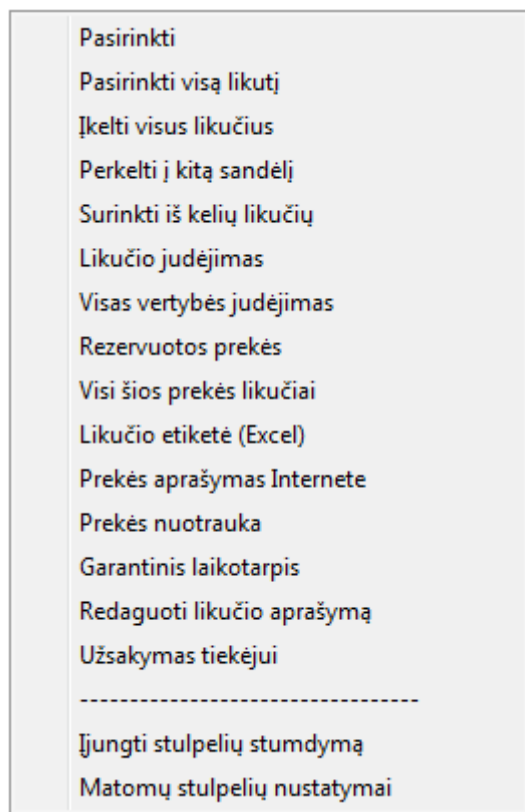 Pasirinkti
Pasirinkti visą likutį
Įkelti visus likučius
Perkelti į kitą sandėlį
Surinkti iš kelių likučių
Likučio judėjimas
Visas vertybės judėjimas
Rezervuotos prekės
Visi šios prekės likučiai
Likučio etiketė (Excel)
Prekės aprašymas Internete
Prekės nuotrauka
Garantinis laikotarpis
Redaguoti likučio aprašymą
Užsakymas tiekėjui
----------------------------------
Įjungti stulpelių stumdymą
Matomų stulpelių nustatymai